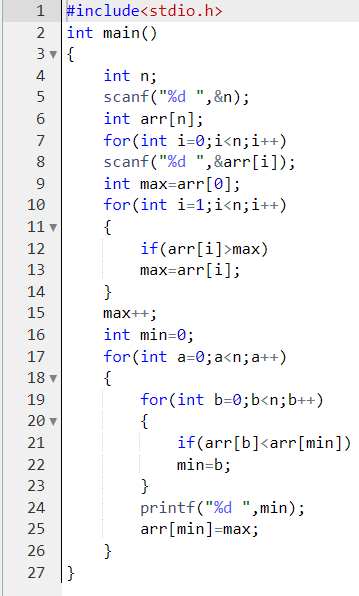 1 #include<stdio.h>
2 int main()
3 {
4 int n;
5 scanf("%d ",&n);
6 int arr[n];
7 for(int i=0;i<n;i++)
8 scanf("%d ",&arr[i]);
9 int max=arr[0];
10 for(int i=1;i<n;i++)
11 {
12 if(arr[i]>max)
13 max=arr[i];
14 }
15 max++;
16 int min=0;
17 for(int a=0;a<n;a++)
18 {
19 for(int b=0;b<n;b++)
20 {
21 if(arr[b]<arr[min])
22 min=b;
23 }
24 printf("%d ",min);
25 arr[min]=max;
26 }
27 }